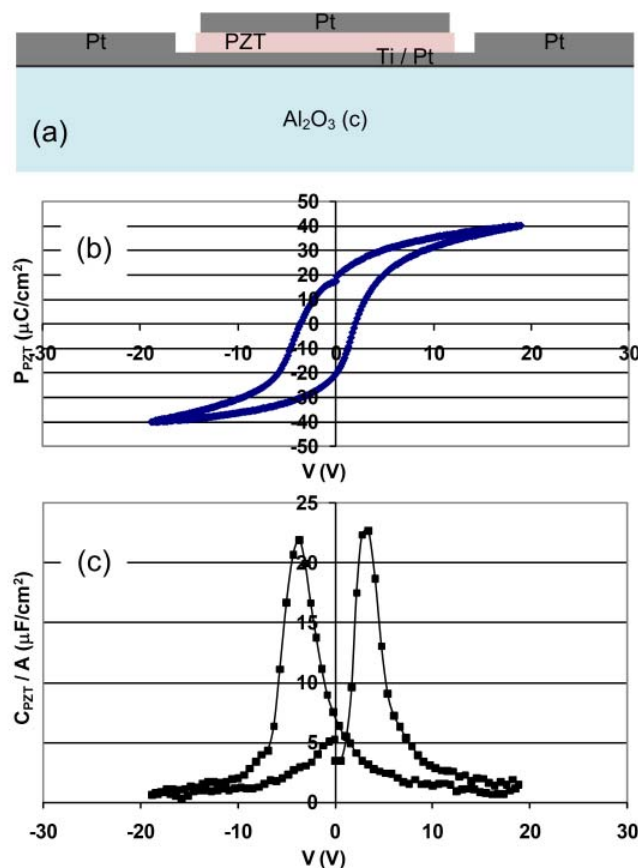 Pt
Pt PZT Pt
Ti / Pt
Al₂O₃ (c)
(a)
50
(b)
40
30
20
10
0
-30 -20 -10 0 10 20 30
-10
-20
-30
-40
-50
P_PZT (μC/cm²)
V (V)
25
(c)
20
15
10
5
0
-30 -20 -10 0 10 20 30
C_PZT / A (μF/cm²)
V (V)